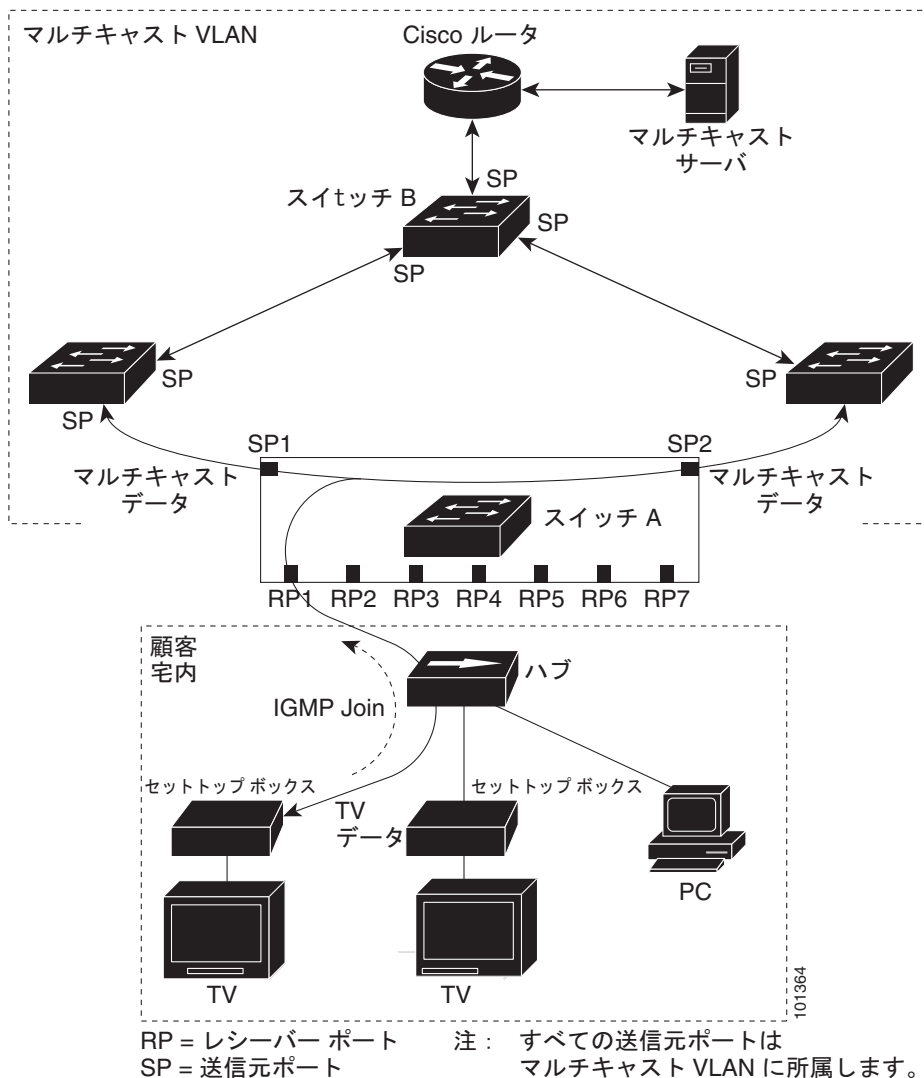 マルチキャスト VLAN
Cisco ルータ
マルチキャスト
サーバ
SP
スイtッチ B
SP
SP
SP
SP
SP
SP1
SP2
マルチキャスト
データ
マルチキャスト
データ
スイッチ A
RP1 RP2 RP3 RP4 RP5 RP6 RP7
顧客
宅内
ハブ
IGMP Join
セットトップ ボックス
セットトップ ボックス
TV
データ
PC
TV
TV
101364
RP = レシーバー ポート
SP = 送信元ポート
注 : すべての送信元ポートは
マルチキャスト VLAN に所属します。